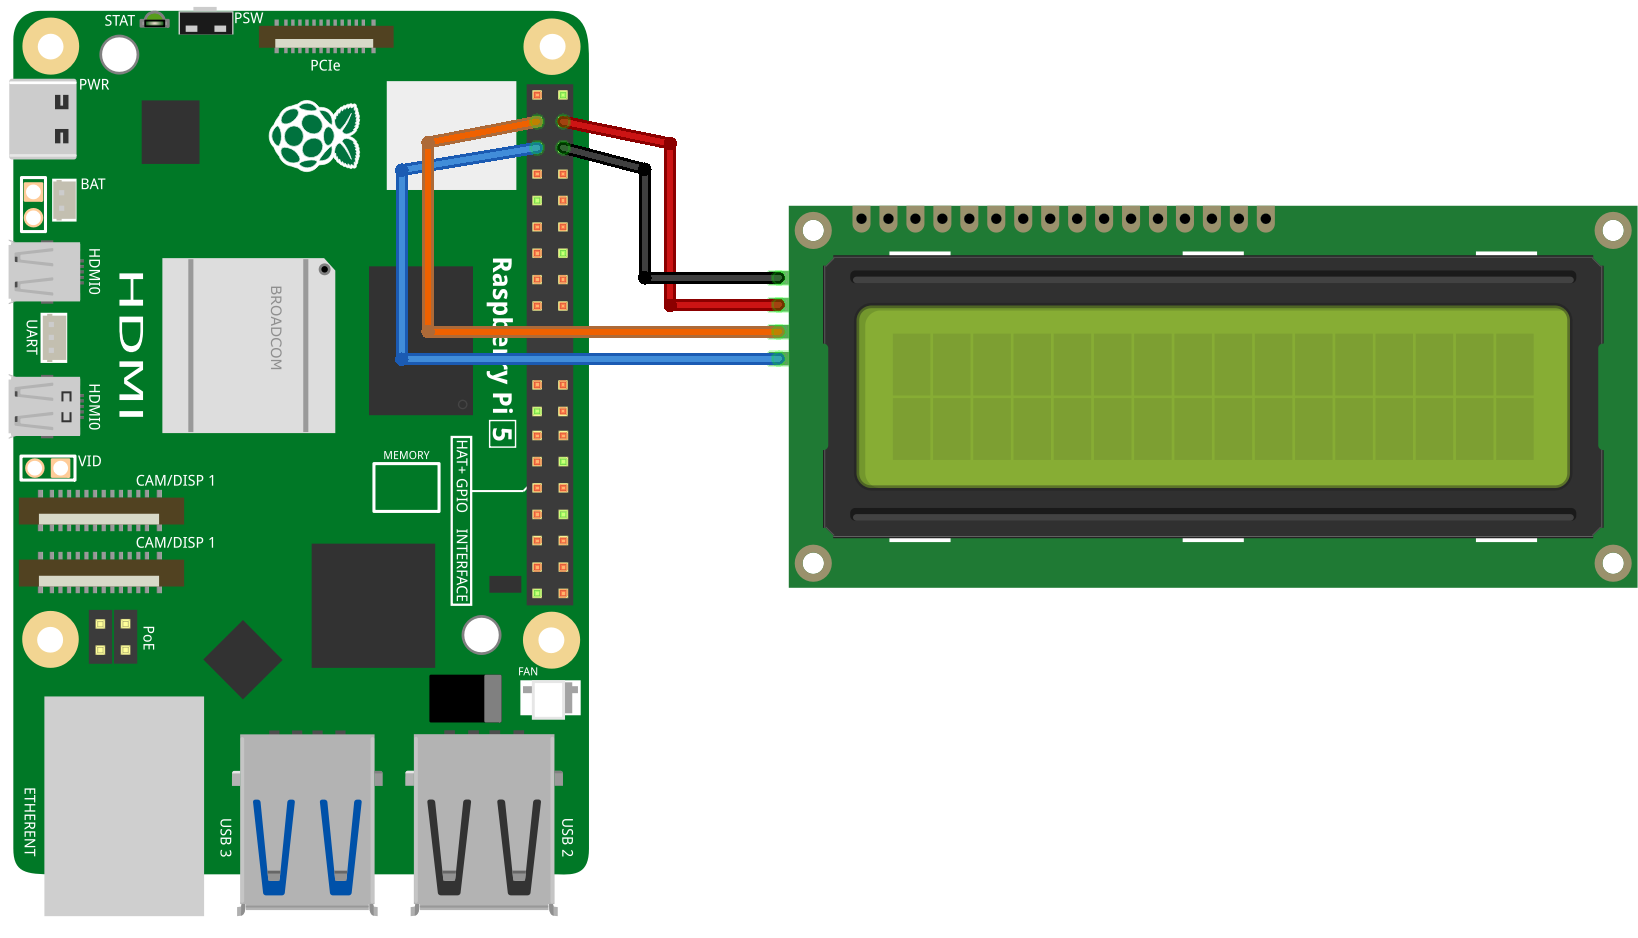 STAT
PSW
PCIe
PWR
BAT
HDMI0
HDMI
BROADCOM
UART
HDMI0
Raspberry Pi 5
VID
MEMORY
CAM/DISP 1
HAT+ GPIO INTERFACE
CAM/DISP 1
PoE
FAN
ETHERENT
USB 3
USB 2